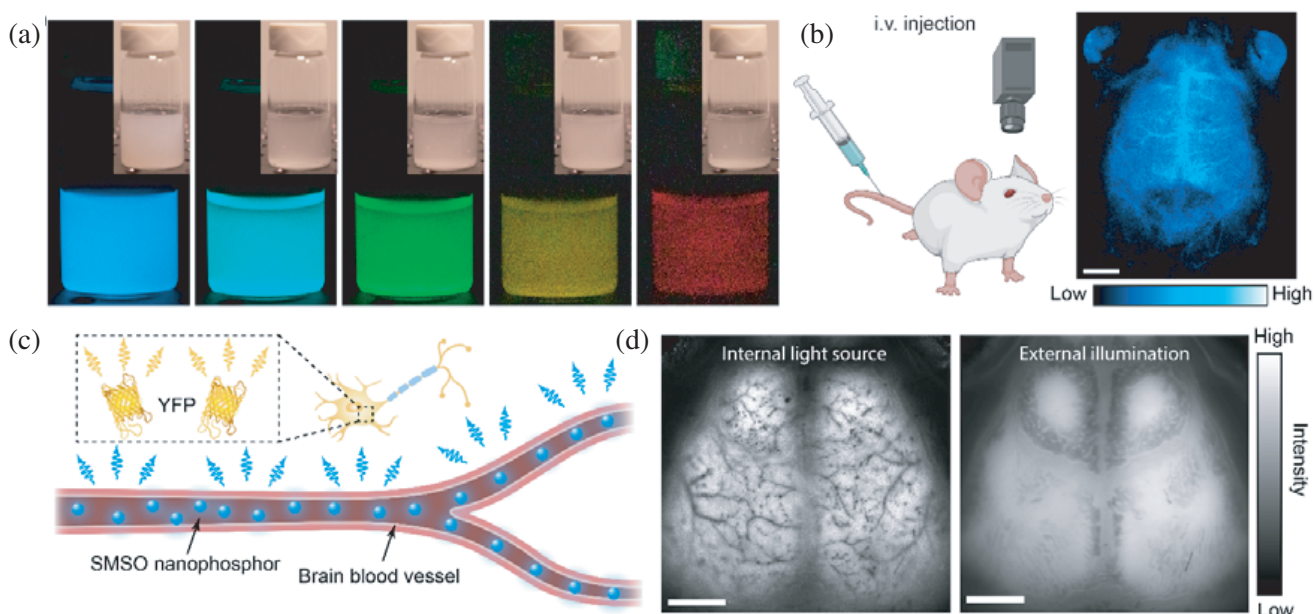 (a)
(b)
i.v. injection
Low
High
(c)
YFP
SMSO nanophosphor
Brain blood vessel
(d)
Internal light source
External illumination
High
Intensity
Low